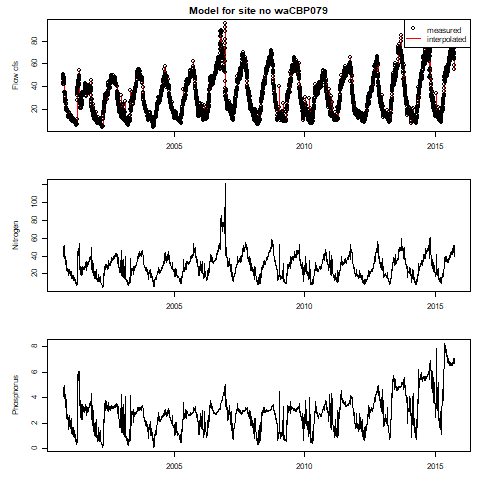 Model for site no waCBP079
measured
interpolated
Flow cfs
20 40 60 80
2005 2010 2015
Nitrogen
20 40 60 80 100
2005 2010 2015
Phosphorus
0 2 4 6 8
2005 2010 2015